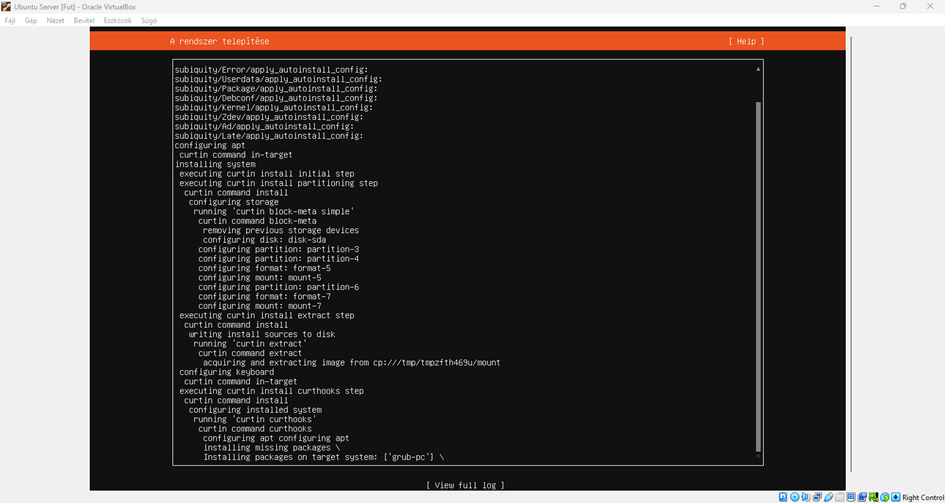 Ubuntu Server [Fut] - Oracle VirtualBox
Fájl Gép Nézet Bevitel Eszközök Súgó
A rendszer telepítése [ Help ]
subiquity/Error/apply_autoinstall_config:
subiquity/Userdata/apply_autoinstall_config:
subiquity/Package/apply_autoinstall_config:
subiquity/Debconf/apply_autoinstall_config:
subiquity/Kernel/apply_autoinstall_config:
subiquity/Zdev/apply_autoinstall_config:
subiquity/Ad/apply_autoinstall_config:
subiquity/Late/apply_autoinstall_config:
configuring apt
curtin command in-target
installing system
executing curtin install initial step
executing curtin install partitioning step
curtin command install
configuring storage
running 'curtin block-meta simple'
curtin command block-meta
removing previous storage devices
configuring disk: disk-sda
configuring partition: partition-3
configuring partition: partition-4
configuring format: format-5
configuring mount: mount-5
configuring partition: partition-6
configuring format: format-7
configuring mount: mount-7
executing curtin install extract step
curtin command install
writing install sources to disk
running 'curtin extract'
curtin command extract
acquiring and extracting image from cp:///tmp/tmpzfth469u/mount
configuring keyboard
curtin command in-target
executing curtin install curthooks step
curtin command install
configuring installed system
running 'curtin curthooks'
curtin command curthooks
configuring apt configuring apt
installing missing packages \
Installing packages on target system: ['grub-pc'] \
[ View full log ]
Right Control